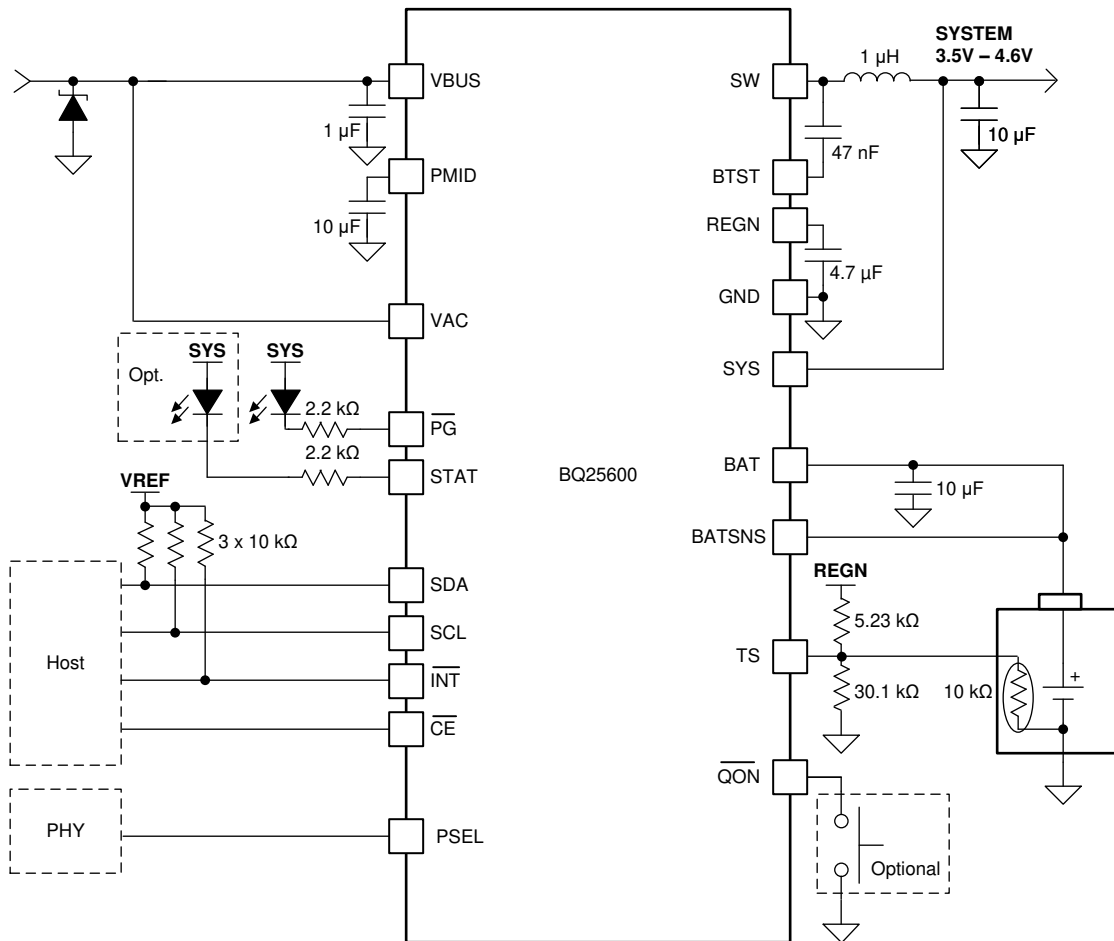 SYSTEM
3.5V – 4.6V
VBUS
1 µF
PMID
10 µF
VAC
SYS
SYS
Opt.
2.2 kΩ
PG
2.2 kΩ
STAT
VREF
3 x 10 kΩ
SDA
SCL
INT
CE
Host
PHY
PSEL
BQ25600
SW
1 µH
10 µF
47 nF
BTST
REGN
4.7 µF
GND
SYS
BAT
10 µF
BATSNS
REGN
5.23 kΩ
TS
30.1 kΩ
10 kΩ
+
QON
Optional